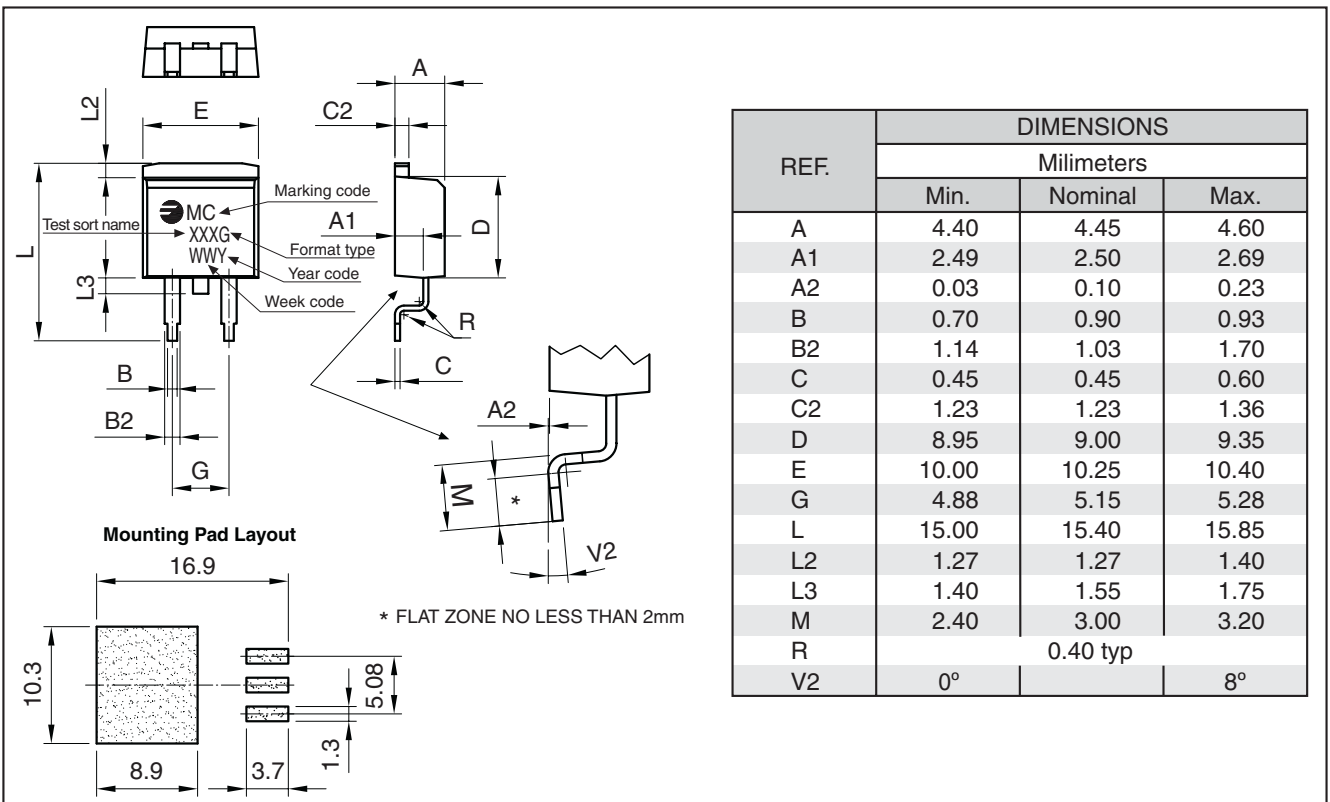 A
L2
E
C2
Marking code
MC
Test sort name
XXXG
Format type
WWY
Year code
Week code
A1
D
L
L3
R
B
C
B2
A2
G
M
*
V2
Mounting Pad Layout
16.9
* FLAT ZONE NO LESS THAN 2mm
10.3
5.08
1.3
8.9
3.7
REF. DIMENSIONS
Milimeters
Min. Nominal Max.
A 4.40 4.45 4.60
A1 2.49 2.50 2.69
A2 0.03 0.10 0.23
B 0.70 0.90 0.93
B2 1.14 1.03 1.70
C 0.45 0.45 0.60
C2 1.23 1.23 1.36
D 8.95 9.00 9.35
E 10.00 10.25 10.40
G 4.88 5.15 5.28
L 15.00 15.40 15.85
L2 1.27 1.27 1.40
L3 1.40 1.55 1.75
M 2.40 3.00 3.20
R 0.40 typ
V2 0º 8º